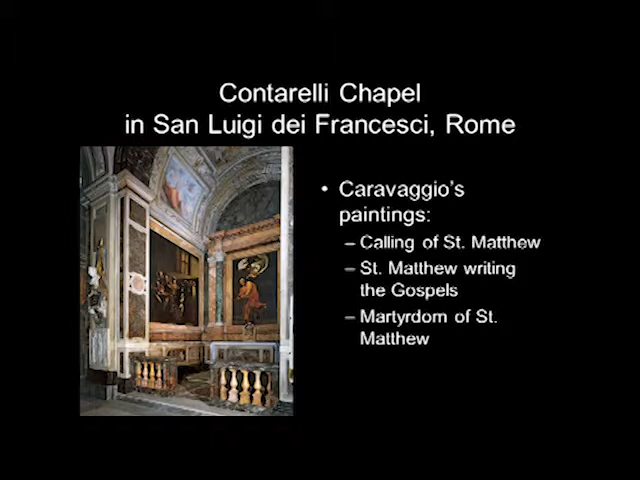 Contarelli Chapel
in San Luigi dei Francesci, Rome
• Caravaggio's
paintings:
– Calling of St. Matthew
– St. Matthew writing
the Gospels
– Martyrdom of St.
Matthew